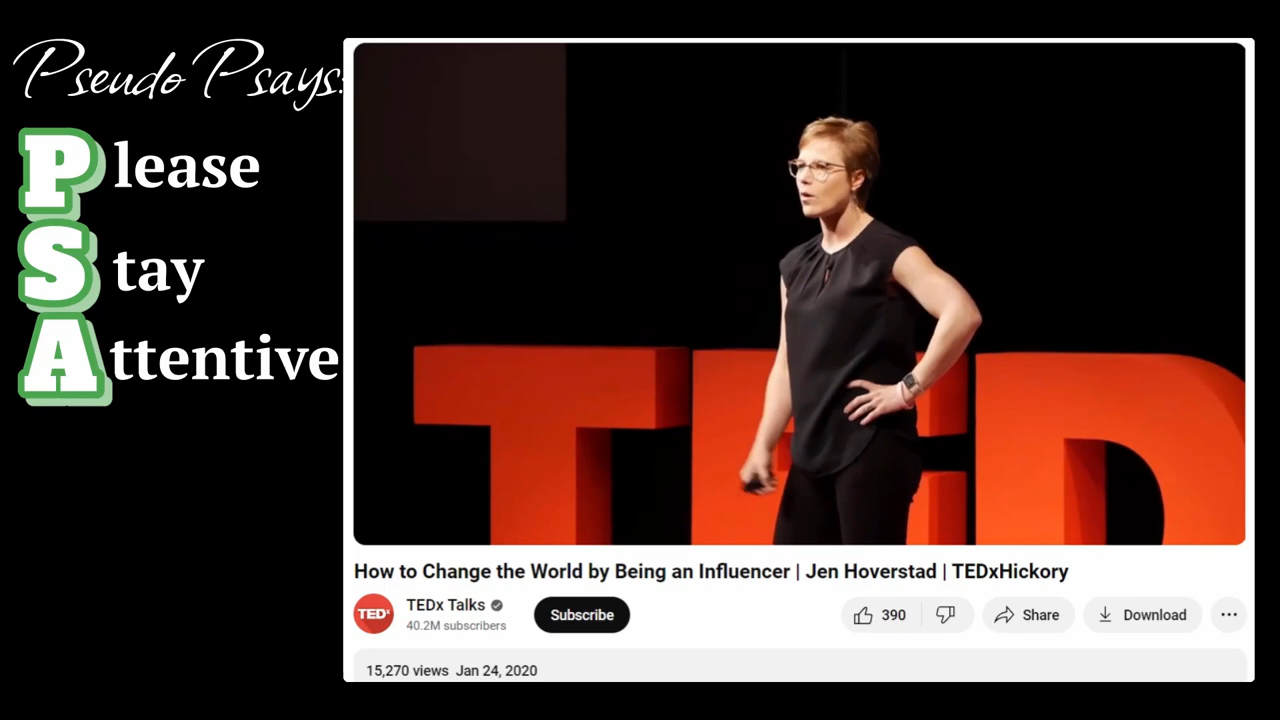 Pseudo Psays:
Please
Stay
Attentive
TED
How to Change the World by Being an Influencer | Jen Hoverstad | TEDxHickory
TEDx
TEDx Talks
40.2M subscribers
Subscribe
390
Share
Download
15,270 views Jan 24, 2020